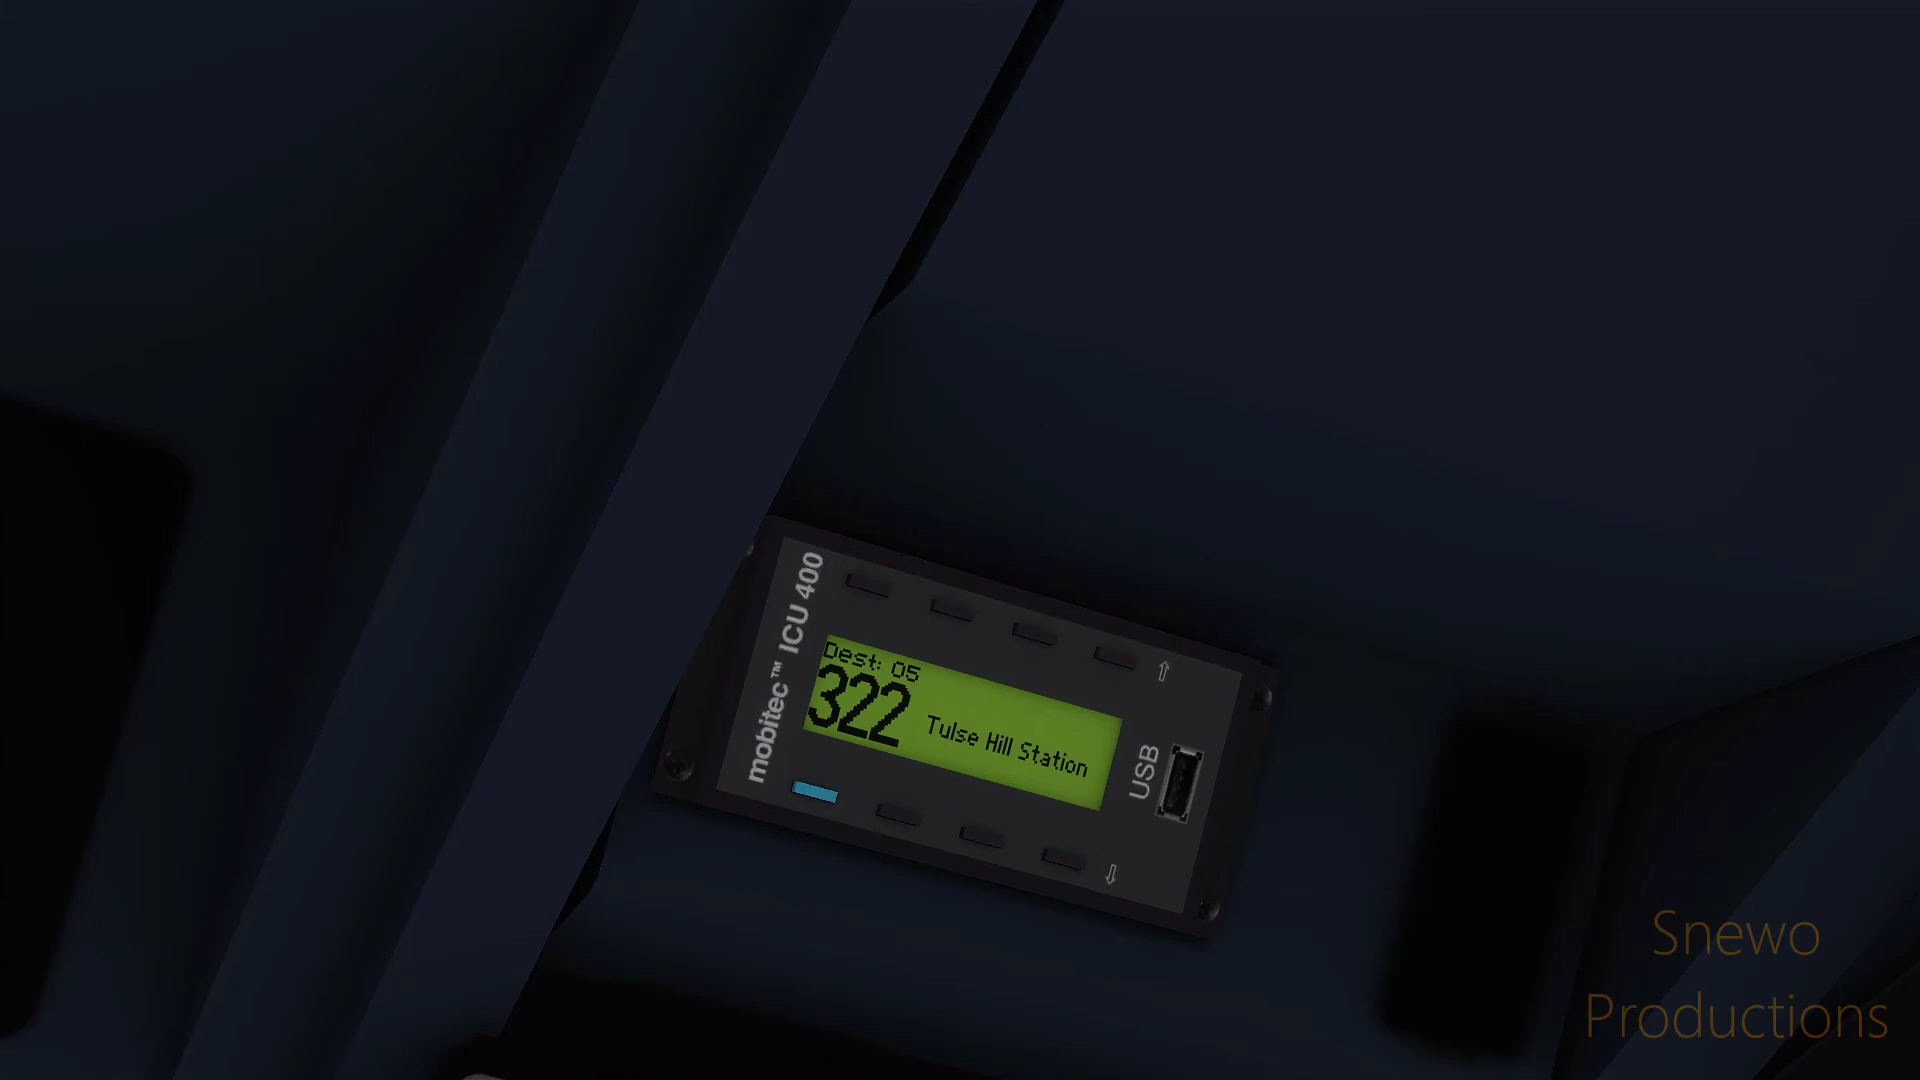 mobitec™ ICU 400
Dest: 05
322
Tulse Hill Station
USB
⇧
⇩
Snewo
Productions